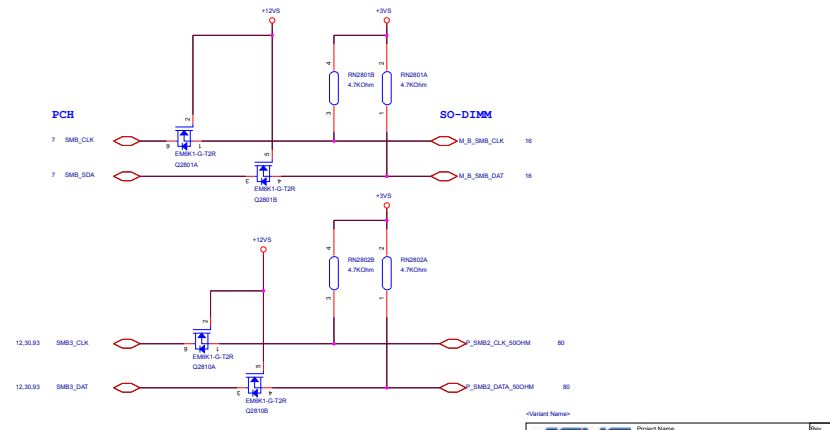 +12VS
+3VS
4
2
RN2801B
RN2801A
4.7KOhm
4.7KOhm
PCH
2
3
1
SO-DIMM
7 SMB_CLK
6
1
M_B_SMB_CLK 16
EM6K1-G-T2R
5
Q2801A
7 SMB_SDA
3
4
M_B_SMB_DAT 16
EM6K1-G-T2R
Q2801B
+3VS
+12VS
4
2
RN2802B
RN2802A
4.7KOhm
4.7KOhm
3
1
2
12,30,93 SMB3_CLK
6
1
P_SMB2_CLK_50OHM 80
EM6K1-G-T2R
Q2810A
5
12,30,93 SMB3_DAT
3
4
P_SMB2_DATA_50OHM 80
EM6K1-G-T2R
Q2810B
<Variant Name>
Project Name
Rev